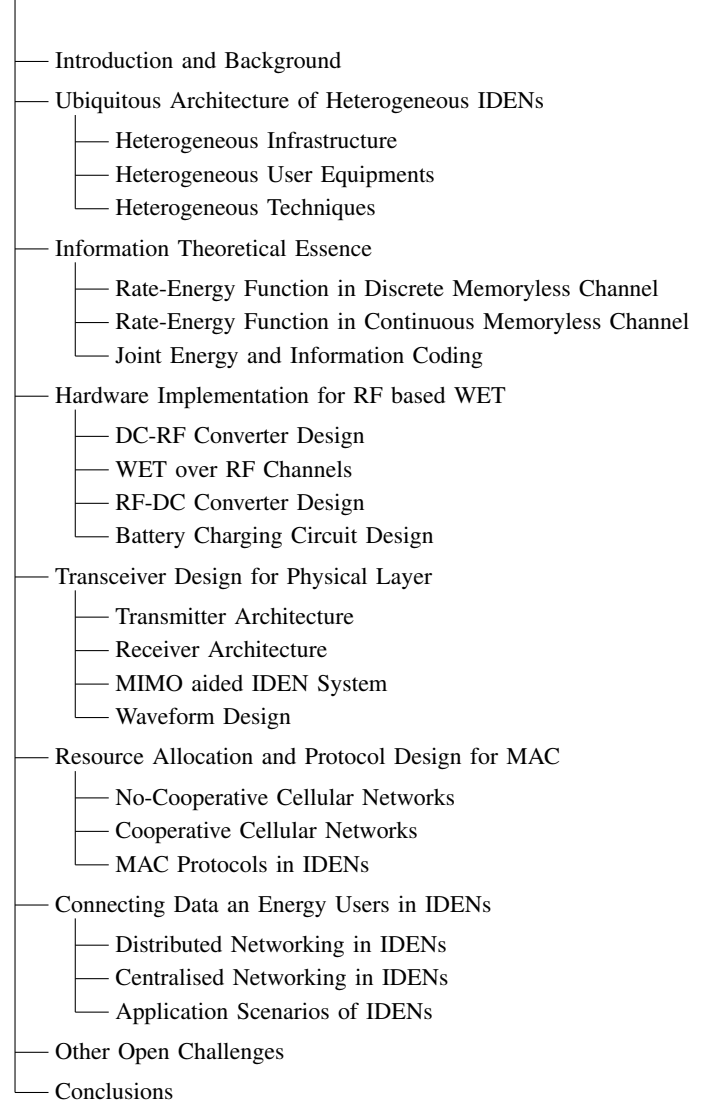 Introduction and Background
Ubiquitous Architecture of Heterogeneous IDENs
Heterogeneous Infrastructure
Heterogeneous User Equipments
Heterogeneous Techniques
Information Theoretical Essence
Rate-Energy Function in Discrete Memoryless Channel
Rate-Energy Function in Continuous Memoryless Channel
Joint Energy and Information Coding
Hardware Implementation for RF based WET
DC-RF Converter Design
WET over RF Channels
RF-DC Converter Design
Battery Charging Circuit Design
Transceiver Design for Physical Layer
Transmitter Architecture
Receiver Architecture
MIMO aided IDEN System
Waveform Design
Resource Allocation and Protocol Design for MAC
No-Cooperative Cellular Networks
Cooperative Cellular Networks
MAC Protocols in IDENs
Connecting Data an Energy Users in IDENs
Distributed Networking in IDENs
Centralised Networking in IDENs
Application Scenarios of IDENs
Other Open Challenges
Conclusions